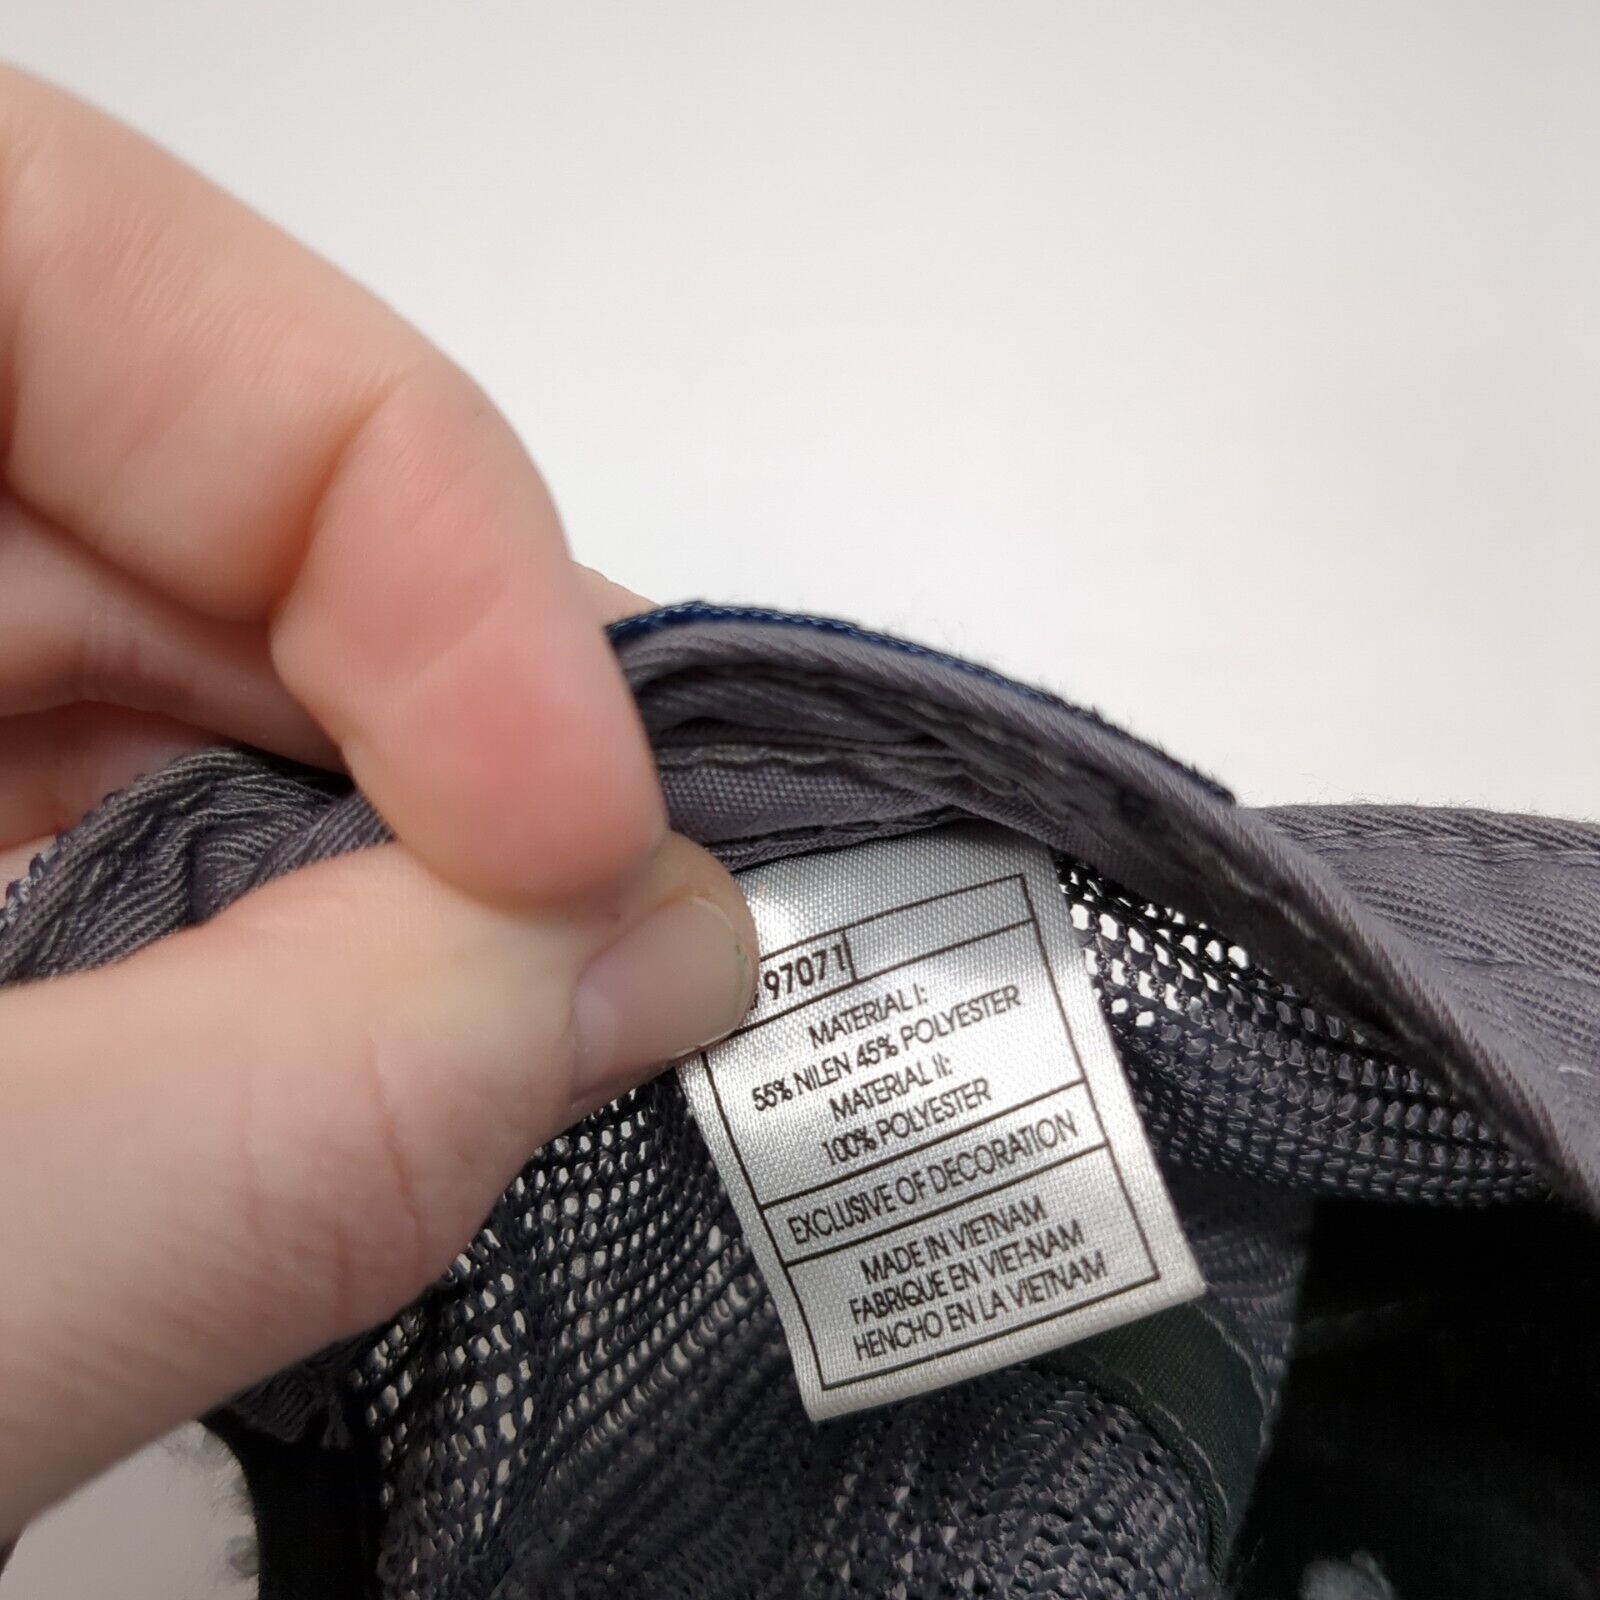 97071
MATERIAL I:
55% NILEN 45% POLYESTER
MATERIAL II:
100% POLYESTER
EXCLUSIVE OF DECORATION
MADE IN VIETNAM
FABRIQUE EN VIET-NAM
HENCHO EN LA VIETNAM